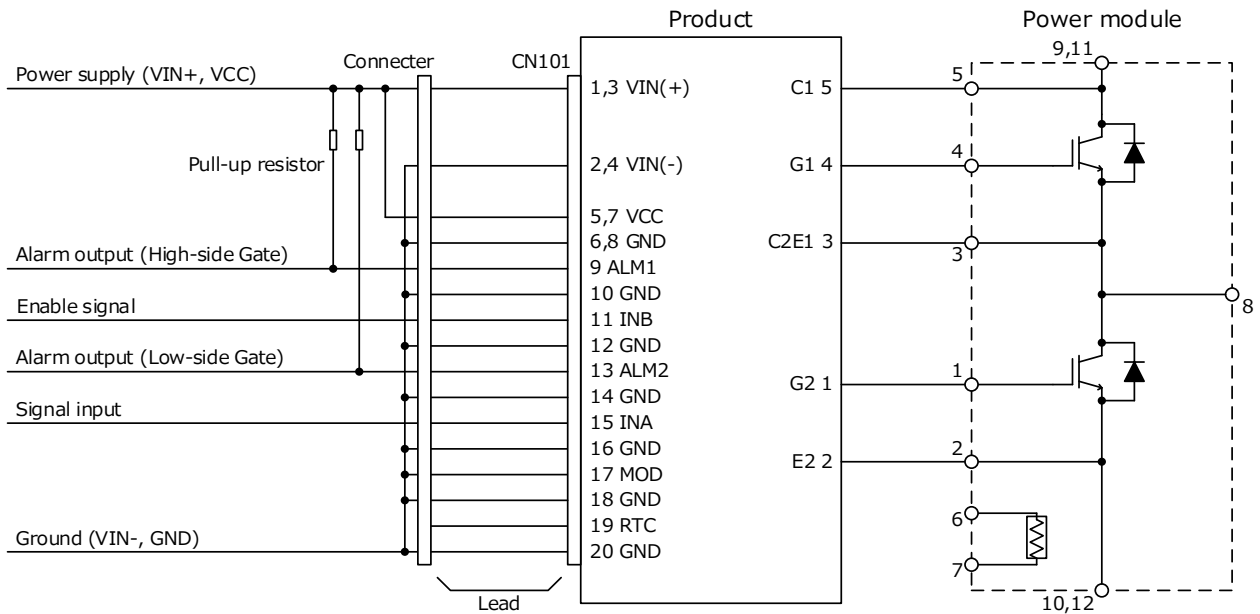 Product
Power module
Power supply (VIN+, VCC)
Connecter
CN101
Pull-up resistor
Alarm output (High-side Gate)
Enable signal
Alarm output (Low-side Gate)
Signal input
Ground (VIN-, GND)
Lead
1,3 VIN(+)
2,4 VIN(-)
5,7 VCC
6,8 GND
9 ALM1
10 GND
11 INB
12 GND
13 ALM2
14 GND
15 INA
16 GND
17 MOD
18 GND
19 RTC
20 GND
C1 5
G1 4
C2E1 3
G2 1
E2 2
9,11
5
4
3
8
1
2
6
7
10,12